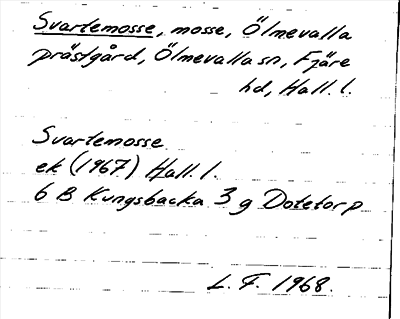 Svartemosse, mosse, Ölmevalla
prästgård, Ölmevalla sn, Fjäre
hd, Hall. l.
Svartemosse
ek (1967) Hall. l.
6 B Kungsbacka 3 g Dotetorp
L. F. 1968.